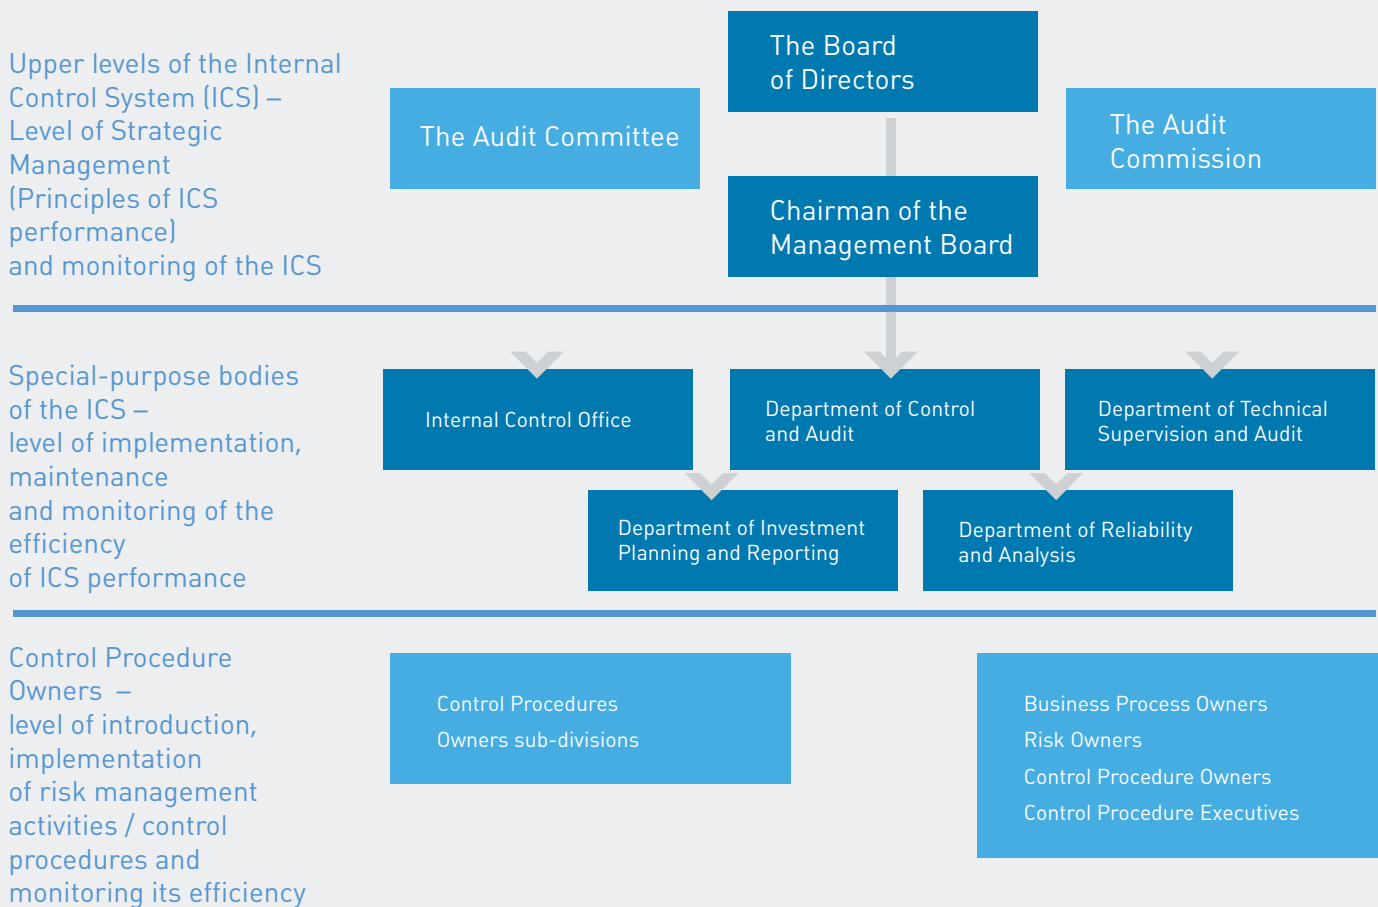 Upper levels of the Internal
Control System (ICS) –
Level of Strategic
Management
(Principles of ICS
performance)
and monitoring of the ICS
The Board
of Directors
The Audit Committee
The Audit
Commission
Chairman of the
Management Board
Special-purpose bodies
of the ICS –
level of implementation,
maintenance
and monitoring of the
efficiency
of ICS performance
Internal Control Office
Department of Control
and Audit
Department of Technical
Supervision and Audit
Department of Investment
Planning and Reporting
Department of Reliability
and Analysis
Control Procedure
Owners –
level of introduction,
implementation
of risk management
activities / control
procedures and
monitoring its efficiency
Control Procedures
Owners sub-divisions
Business Process Owners
Risk Owners
Control Procedure Owners
Control Procedure Executives